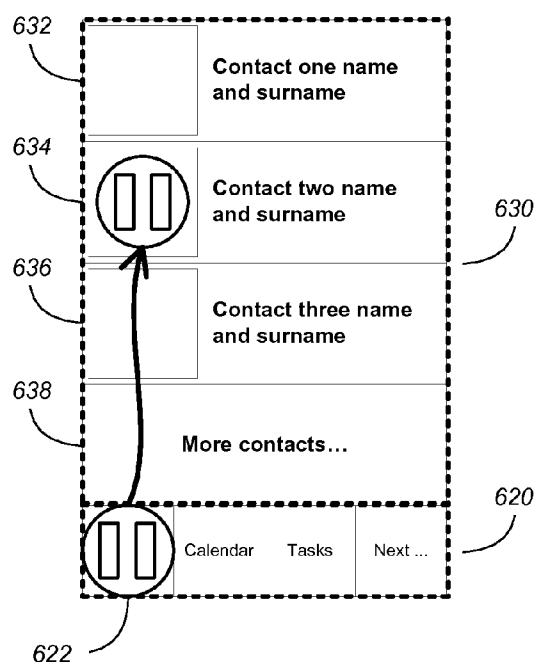 632
Contact one name
and surname
634
Contact two name
and surname
630
636
Contact three name
and surname
638
More contacts...
620
Calendar Tasks Next ...
622